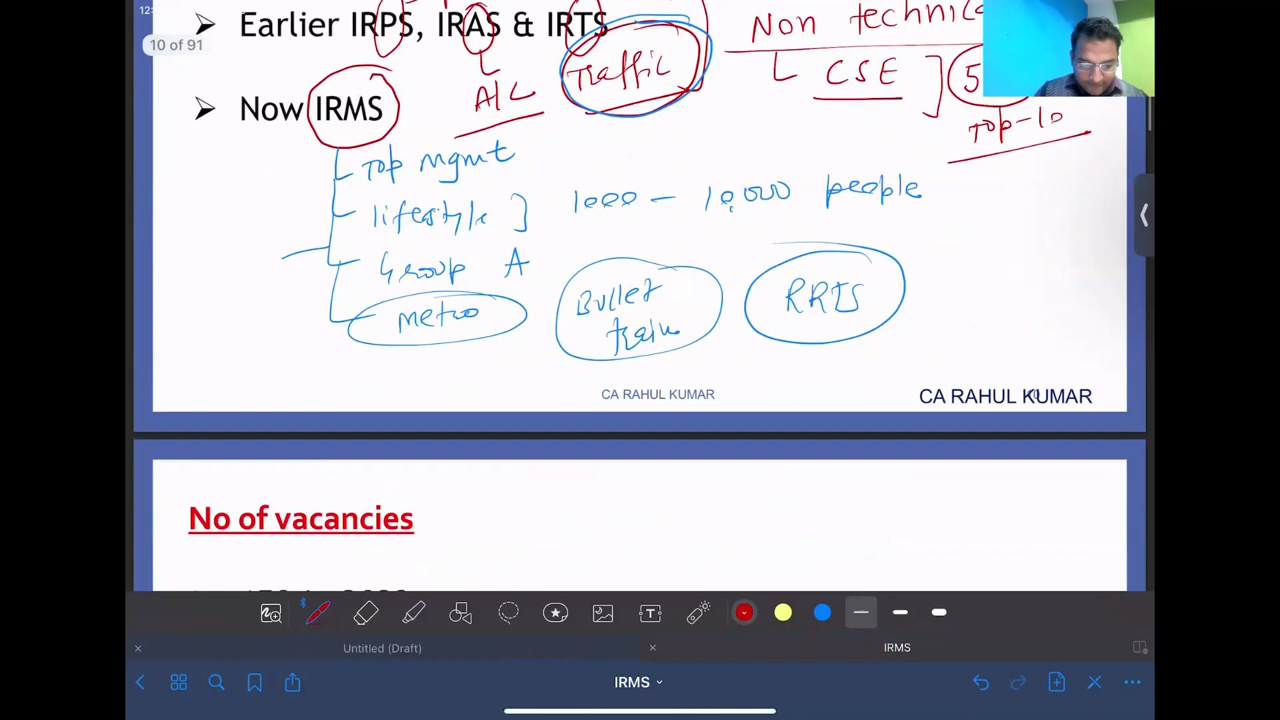 Earlier IRPS, IRAS & IRTS
Non technica
10 of 91
Traffic
CSE
5
A/C
Now IRMS
Top-10
Top mgmt
lifestyle
1000 - 10,000 people
Group A
metro
Bullet
train
RRTS
CA RAHUL KUMAR
CA RAHUL KUMAR
No of vacancies
Untitled (Draft)
IRMS
IRMS